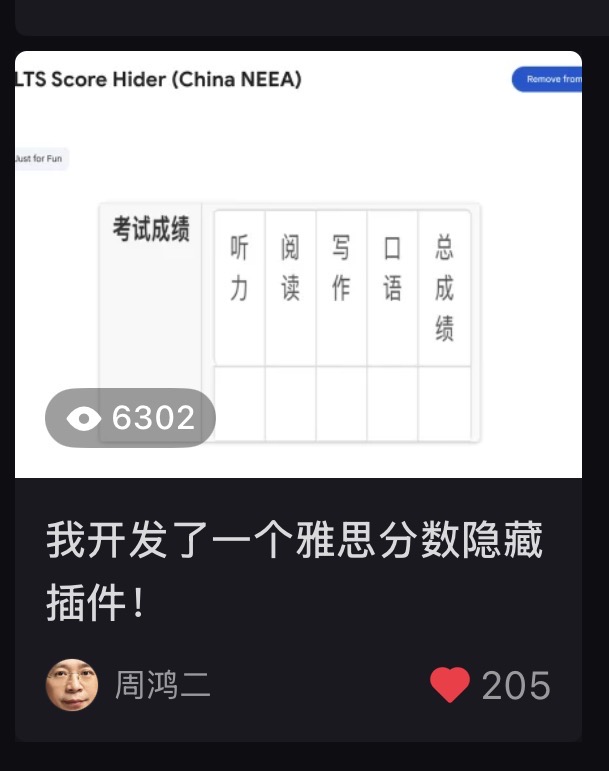 LTS Score Hider (China NEEA)
Remove from
Just for Fun
考试成绩
听力
阅读
写作
口语
总成绩
6302
我开发了一个雅思分数隐藏
插件！
周鸿二
205